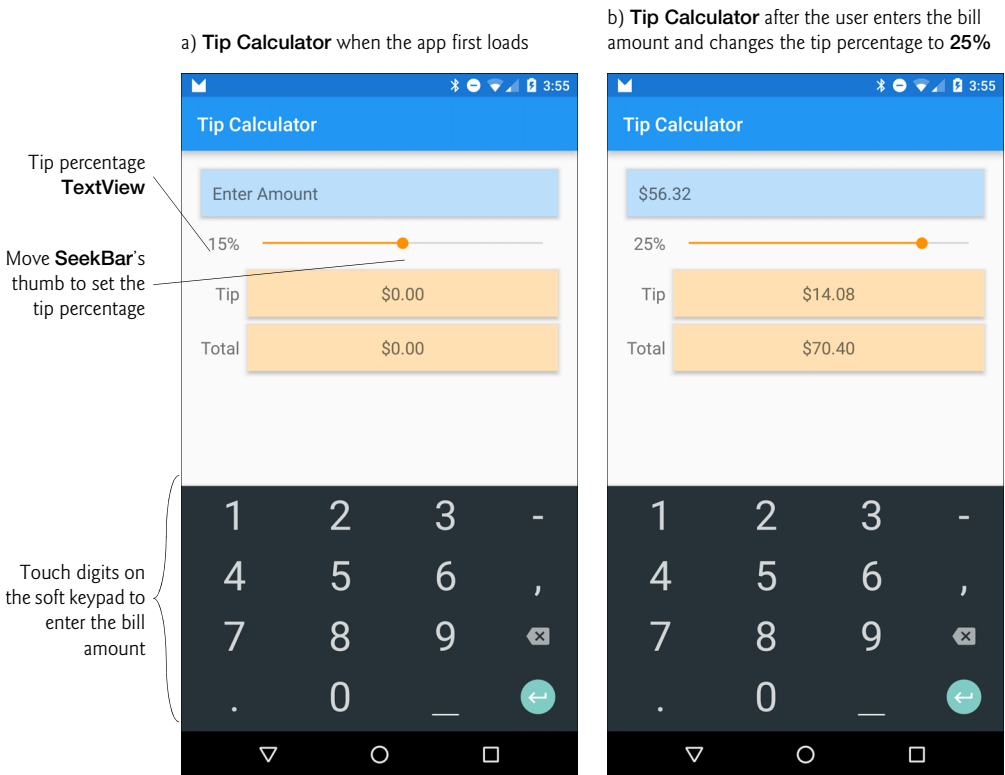 a) Tip Calculator when the app first loads
b) Tip Calculator after the user enters the bill
amount and changes the tip percentage to 25%
Tip percentage
TextView
Move SeekBar's
thumb to set the
tip percentage
Touch digits on
the soft keypad to
enter the bill
amount
3:55
Tip Calculator
Enter Amount
15%
Tip $0.00
Total $0.00
1 2 3 -
4 5 6 ,
7 8 9
. 0 _
3:55
Tip Calculator
$56.32
25%
Tip $14.08
Total $70.40
1 2 3 -
4 5 6 ,
7 8 9
. 0 _